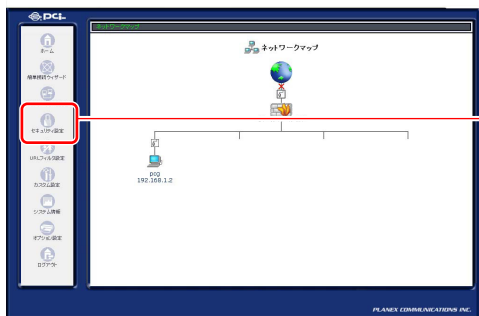 PCI
ネットワークマップ
ホーム
簡単接続ウィザード
セキュリティ設定
URLフィルタ設定
カスタム設定
システム情報
オプション設定
ログアウト
ネットワークマップ
pcg
192.168.1.2
PLANEX COMMUNICATIONS INC.